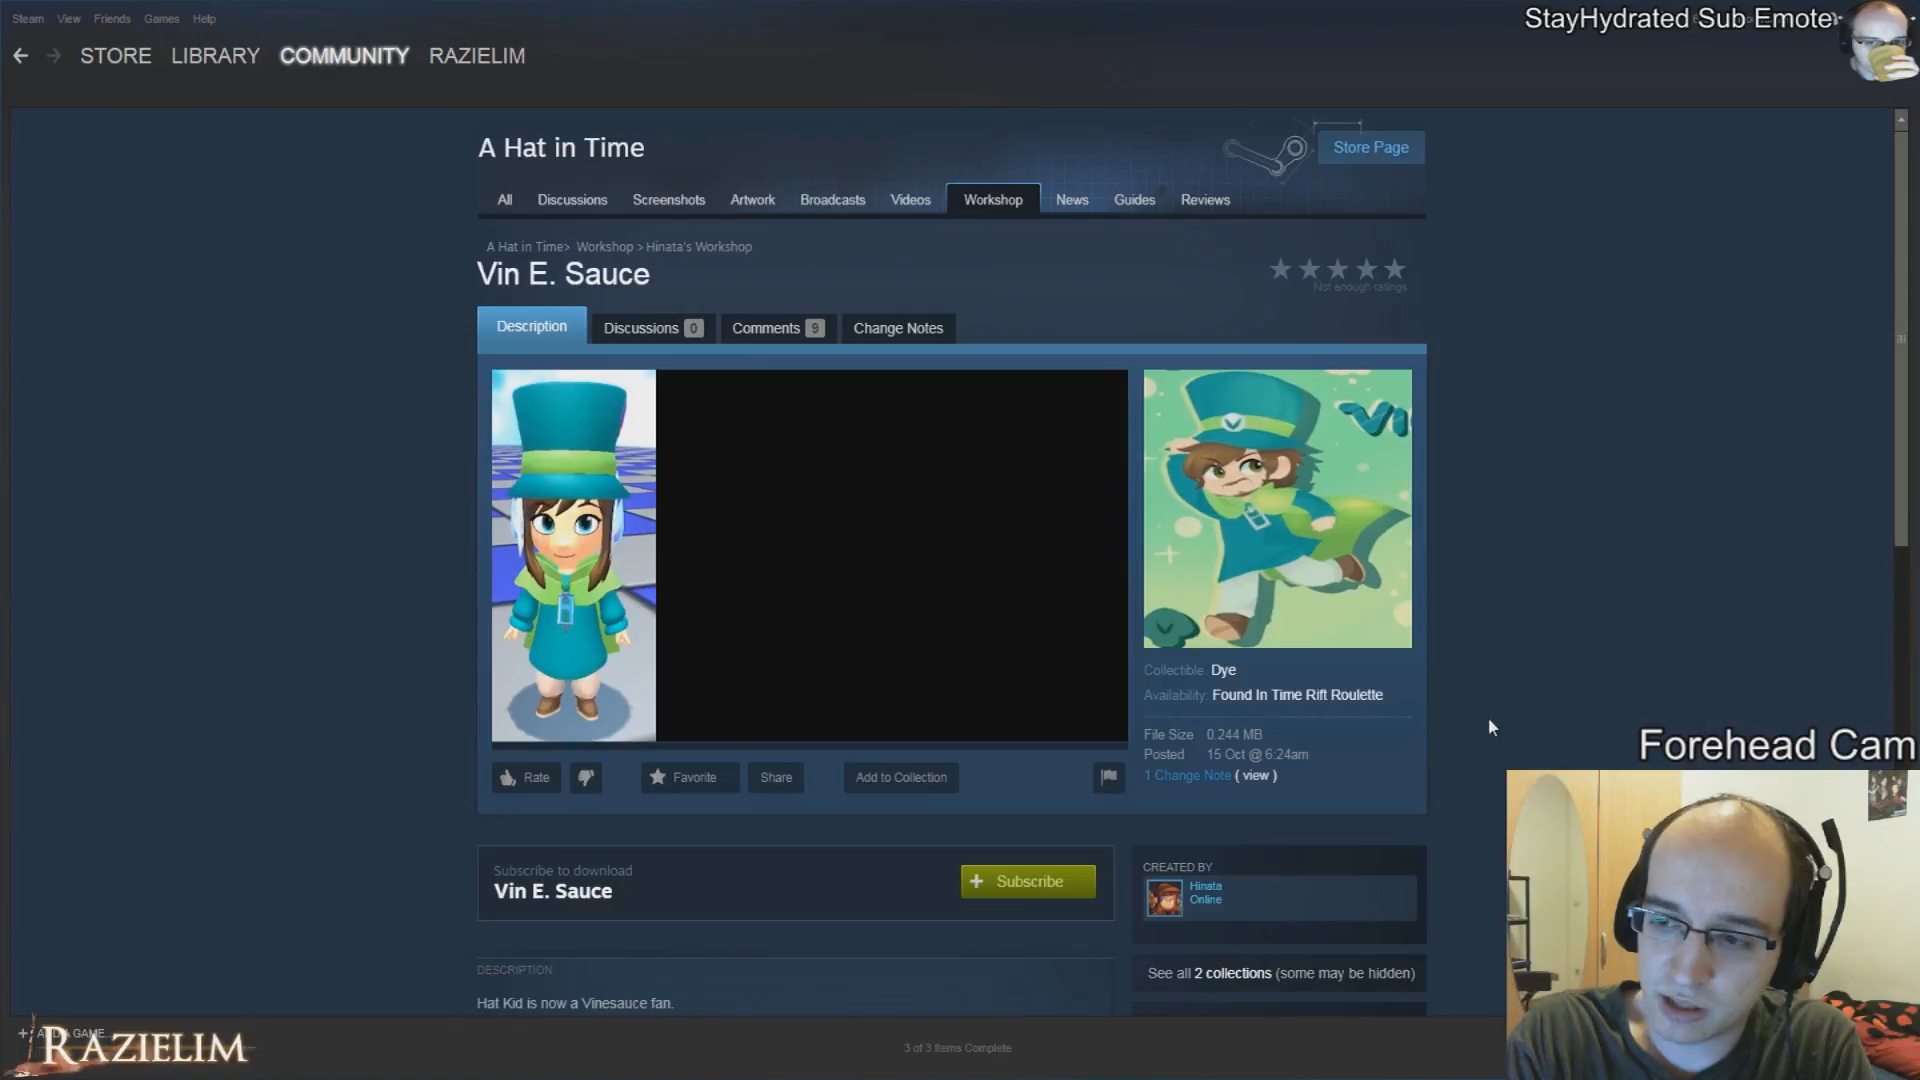 Steam View Friends Games Help
StayHydrated Sub Emote
STORE LIBRARY COMMUNITY RAZIELIM
A Hat in Time
Store Page
All Discussions Screenshots Artwork Broadcasts Videos Workshop News Guides Reviews
A Hat in Time> Workshop > Hinata's Workshop
Vin E. Sauce
Not enough ratings
Description Discussions 0 Comments 9 Change Notes
Collectible: Dye
Availability: Found In Time Rift Roulette
File Size 0.244 MB
Posted 15 Oct @ 6:24am
1 Change Note ( view )
Rate Favorite Share Add to Collection
Forehead Cam
Subscribe to download
Vin E. Sauce
+ Subscribe
CREATED BY
Hinata
Online
See all 2 collections (some may be hidden)
DESCRIPTION
Hat Kid is now a Vinesauce fan.
RAZIELIM
3 of 3 Items Complete